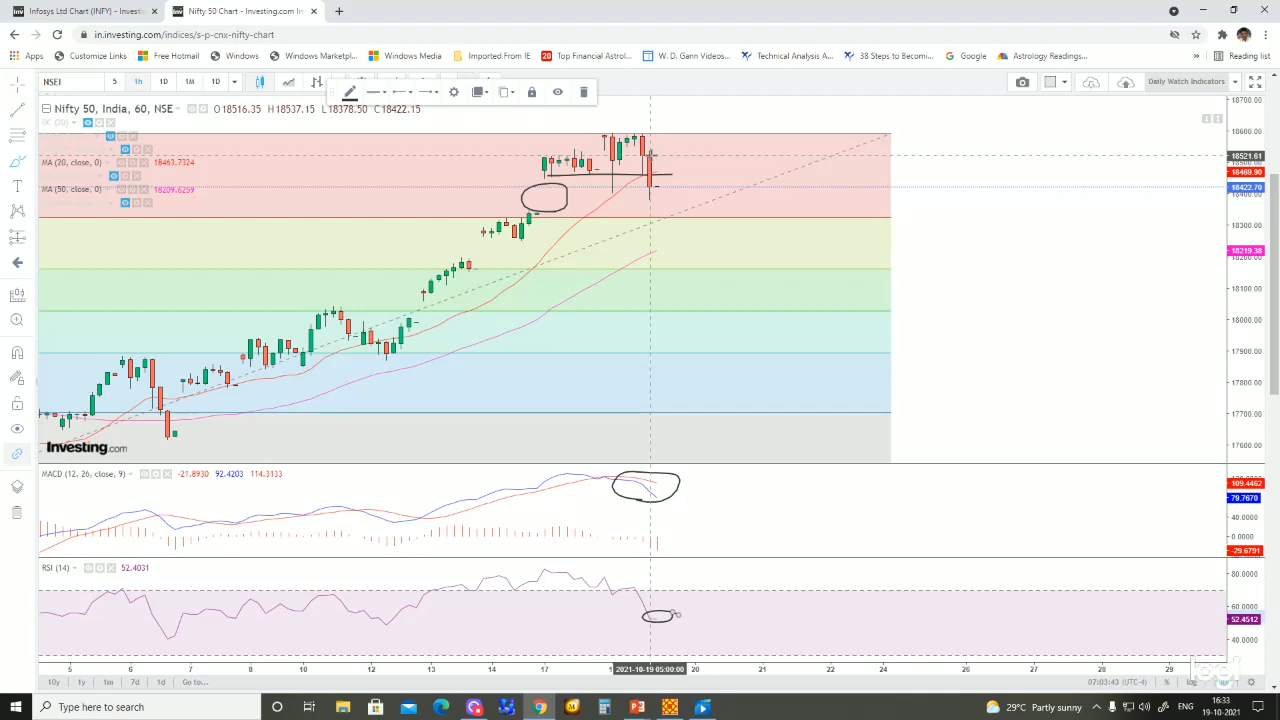 Infosys Ltd Chart (INFY) - Investin
Nifty 50 Chart - Investing.com In
in.investing.com/indices/s-p-cnx-nifty-chart
Apps Customize Links Free Hotmail Windows Windows Marketpl... Windows Media Imported From IE 20 Top Financial Astrol... W. D. Gann Videos... Technical Analysis a... 38 Steps to Becomi... Google Astrology Readings... » Reading list
NSEI 5 1h 1D 1M 1D Daily Watch Indicators
Nifty 50, India, 60, NSE O18516.35 H18537.15 L18378.50 C18422.15
MA (20, close, 0) 18463.7324
MA (50, close, 0) 18209.6259
18700.00
18600.00
18521.61
18500.00
18469.90
18422.70
18400.00
18300.00
18219.38
18200.00
18100.00
18000.00
17900.00
17800.00
17700.00
17600.00
Investing.com
MACD (12, 26, close, 9) -21.8930 92.4203 114.3133
109.4462
79.7670
40.0000
0.0000
-29.6791
RSI (14) 52.4031
80.0000
60.0000
52.4512
40.0000
5 6 7 8 10 12 13 14 17 2021-10-19 05:00:00 20 21 22 23 24 26 27 28 29
10y 1y 1m 7d 1d Go to... 07:03:43 (UTC-4) % log
logi
Type here to search 29°C Partly sunny ENG 16:33
19-10-2021